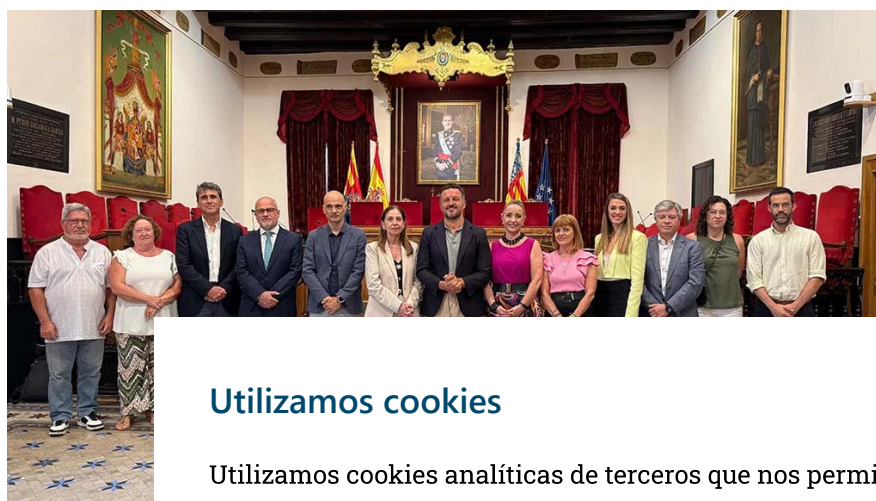 Utilizamos cookies
Utilizamos cookies analíticas de terceros que nos permi